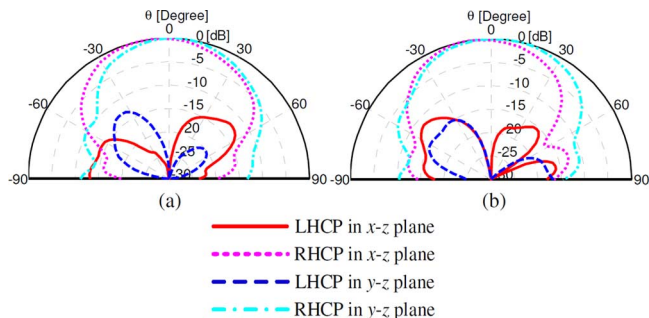 θ [Degree] θ [Degree]
0 0 [dB] 0 0 [dB]
-30 -5 30 -30 -5 30
-10 -10
-60 -15 60 -60 -15 60
-20 -20
-25 -25
-90 -30 90 -90 90
(a) (b)
LHCP in x-z plane
RHCP in x-z plane
LHCP in y-z plane
RHCP in y-z plane